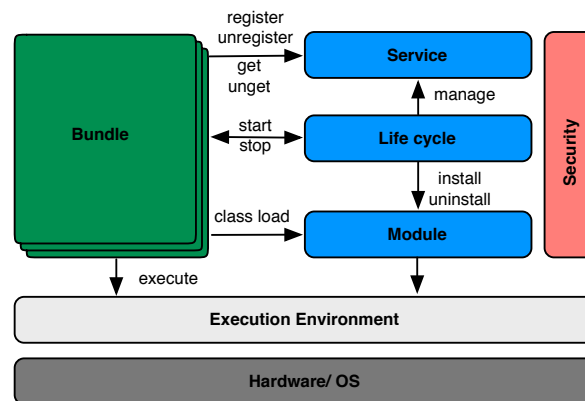 register
unregister
get
unget
Service
manage
Bundle
start
stop
Life cycle
install
uninstall
class load
Module
Security
execute
Execution Environment
Hardware/ OS